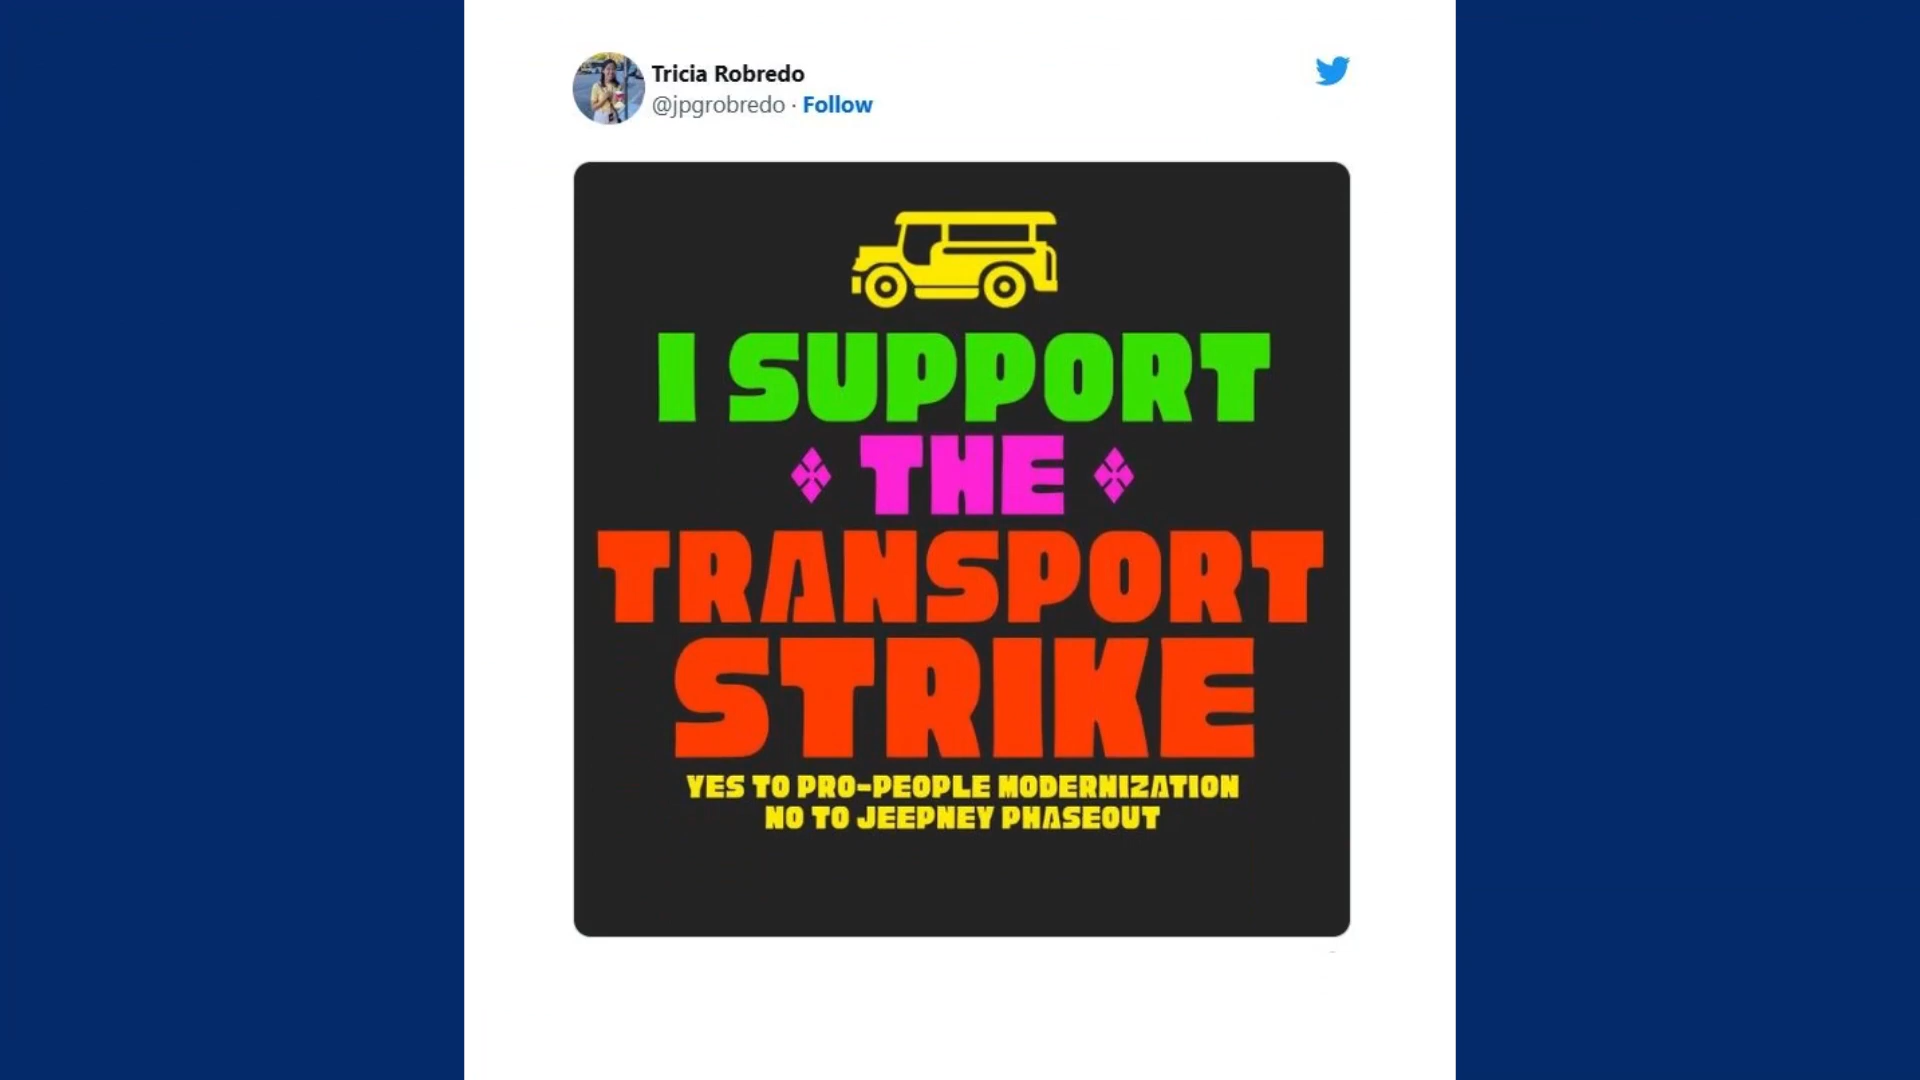 Tricia Robredo
@jpgrobredo · Follow
I SUPPORT
THE
TRANSPORT
STRIKE
YES TO PRO-PEOPLE MODERNIZATION
NO TO JEEPNEY PHASEOUT